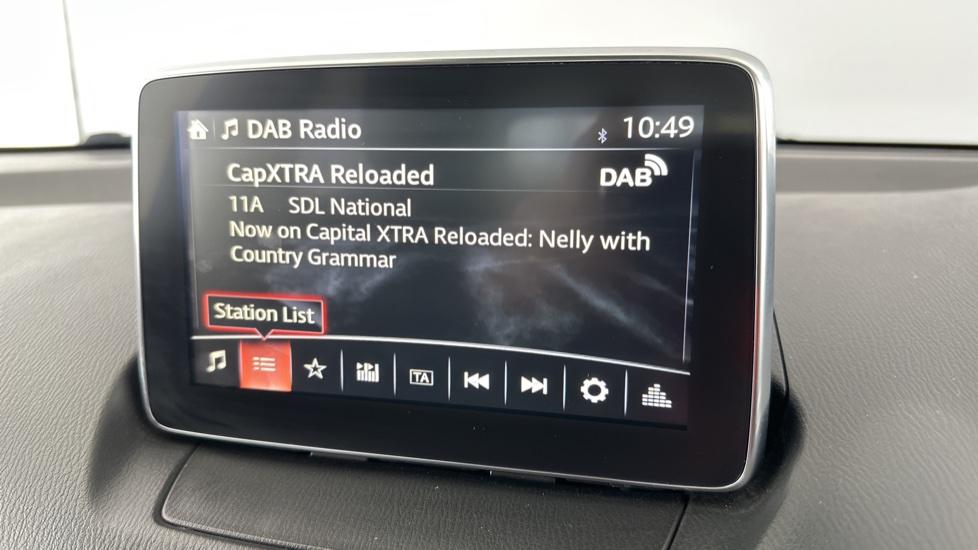 DAB Radio
10:49
CapXTRA Reloaded
DAB
11A SDL National
Now on Capital XTRA Reloaded: Nelly with
Country Grammar
Station List
TA